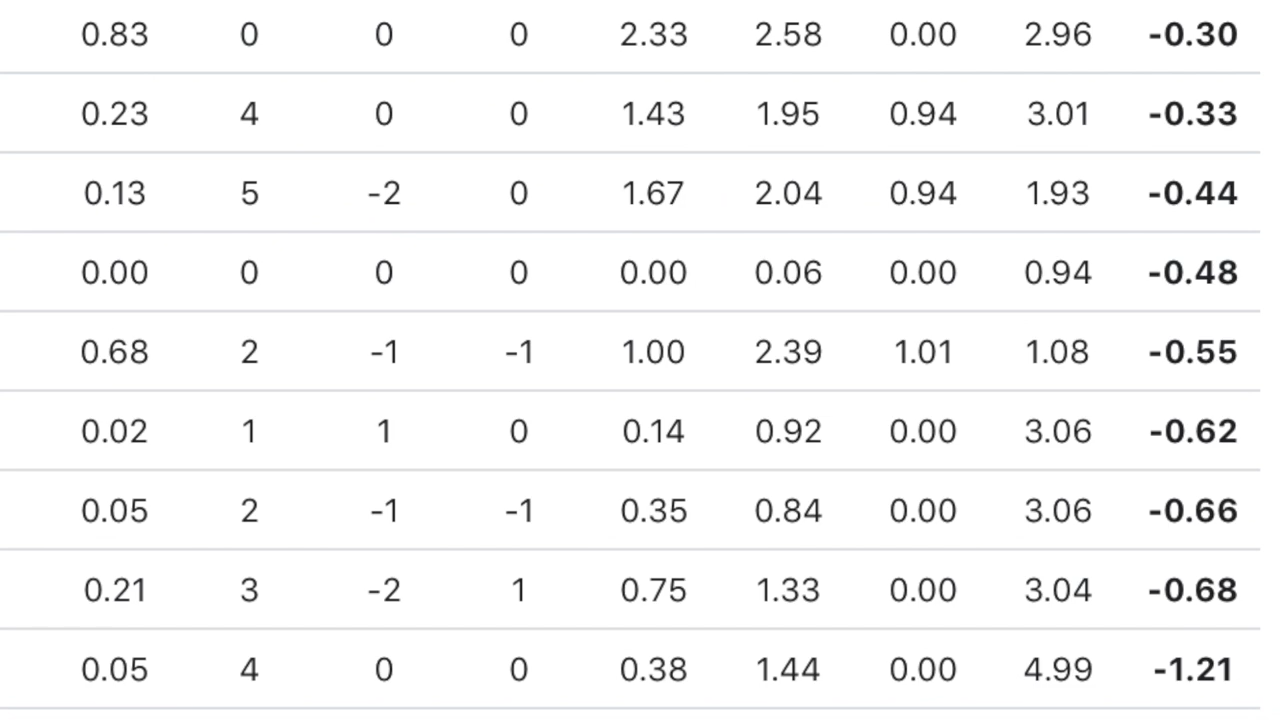 0.83 0 0 0 2.33 2.58 0.00 2.96 -0.30
0.23 4 0 0 1.43 1.95 0.94 3.01 -0.33
0.13 5 -2 0 1.67 2.04 0.94 1.93 -0.44
0.00 0 0 0 0.00 0.06 0.00 0.94 -0.48
0.68 2 -1 -1 1.00 2.39 1.01 1.08 -0.55
0.02 1 1 0 0.14 0.92 0.00 3.06 -0.62
0.05 2 -1 -1 0.35 0.84 0.00 3.06 -0.66
0.21 3 -2 1 0.75 1.33 0.00 3.04 -0.68
0.05 4 0 0 0.38 1.44 0.00 4.99 -1.21